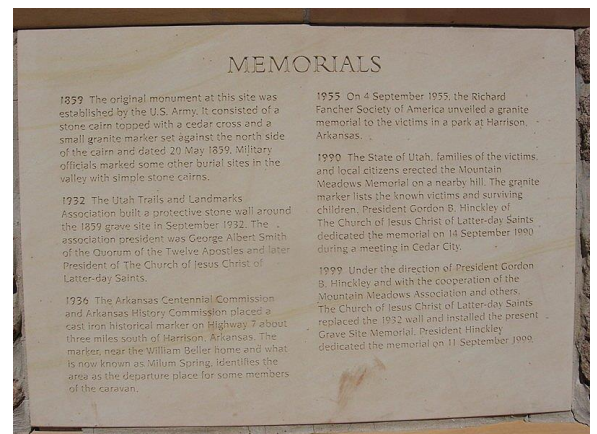 MEMORIALS
1859 The original monument at this site was
established by the U.S. Army. It consisted of a
stone cairn topped with a cedar cross and a
small granite marker set against the north side
of the cairn and dated 20 May 1859. Military
officials marked some other burial sites in the
valley with simple stone cairns.
1932 The Utah Trails and Landmarks
Association built a protective stone wall around
the 1859 grave site in September 1932. The
association president was George Albert Smith
of the Quorum of the Twelve Apostles and later
President of The Church of Jesus Christ of
Latter-day Saints.
1936 The Arkansas Centennial Commission
and Arkansas History Commission placed a
cast iron historical marker on Highway 7 about
three miles south of Harrison, Arkansas. The
marker, near the William Beller home and what
is now known as Milum Spring, identifies the
area as the departure place for some members
of the caravan.
1955 On 4 September 1955, the Richard
Fancher Society of America unveiled a granite
memorial to the victims in a park at Harrison,
Arkansas.
1990 The State of Utah, families of the victims,
and local citizens erected the Mountain
Meadows Memorial on a nearby hill. The granite
marker lists the known victims and surviving
children. President Gordon B. Hinckley of
The Church of Jesus Christ of Latter-day Saints
dedicated the memorial on 14 September 1990
during a meeting in Cedar City.
1999 Under the direction of President Gordon
B. Hinckley and with the cooperation of the
Mountain Meadows Association and others,
The Church of Jesus Christ of Latter-day Saints
replaced the 1932 wall and installed the present
Grave Site Memorial. President Hinckley
dedicated the memorial on 11 September 1999.